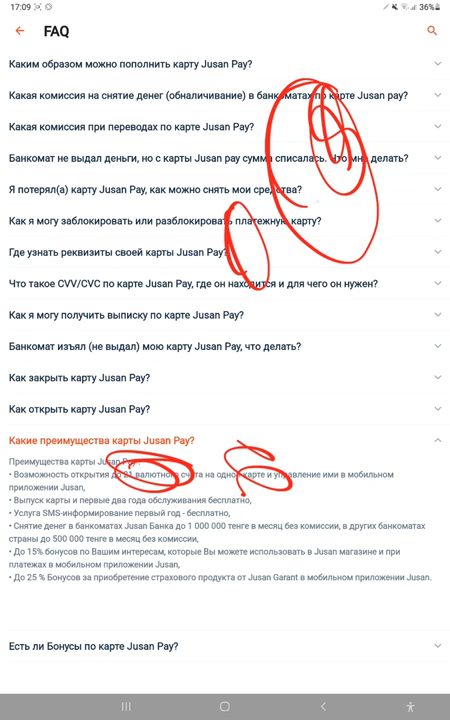 17:09
36%
FAQ
Каким образом можно пополнить карту Jusan Pay?
Какая комиссия на снятие денег (обналичивание) в банкоматах по карте Jusan pay?
Какая комиссия при переводах по карте Jusan Pay?
Банкомат не выдал деньги, но с карты Jusan pay сумма списалась. Что мне делать?
Я потерял(а) карту Jusan Pay, как можно снять мои средства?
Как я могу заблокировать или разблокировать платежную карту?
Где узнать реквизиты своей карты Jusan Pay?
Что такое CVV/CVC по карте Jusan Pay, где он находится и для чего он нужен?
Как я могу получить выписку по карте Jusan Pay?
Банкомат изъял (не выдал) мою карту Jusan Pay, что делать?
Как закрыть карту Jusan Pay?
Как открыть карту Jusan Pay?
Какие преимущества карты Jusan Pay?
Преимущества карты Jusan Pay
• Возможность открытия до 21 валютного счета на одной карте и управление ими в мобильном
приложении Jusan,
• Выпуск карты и первые два года обслуживания бесплатно,
• Услуга SMS-информирование первый год - бесплатно,
• Снятие денег в банкоматах Jusan Банка до 1 000 000 тенге в месяц без комиссии, в других банкоматах
страны до 500 000 тенге в месяц без комиссии,
• До 15% бонусов по Вашим интересам, которые Вы можете использовать в Jusan магазине и при
платежах в мобильном приложении Jusan,
• До 25 % Бонусов за приобретение страхового продукта от Jusan Garant в мобильном приложении Jusan.
Есть ли Бонусы по карте Jusan Pay?